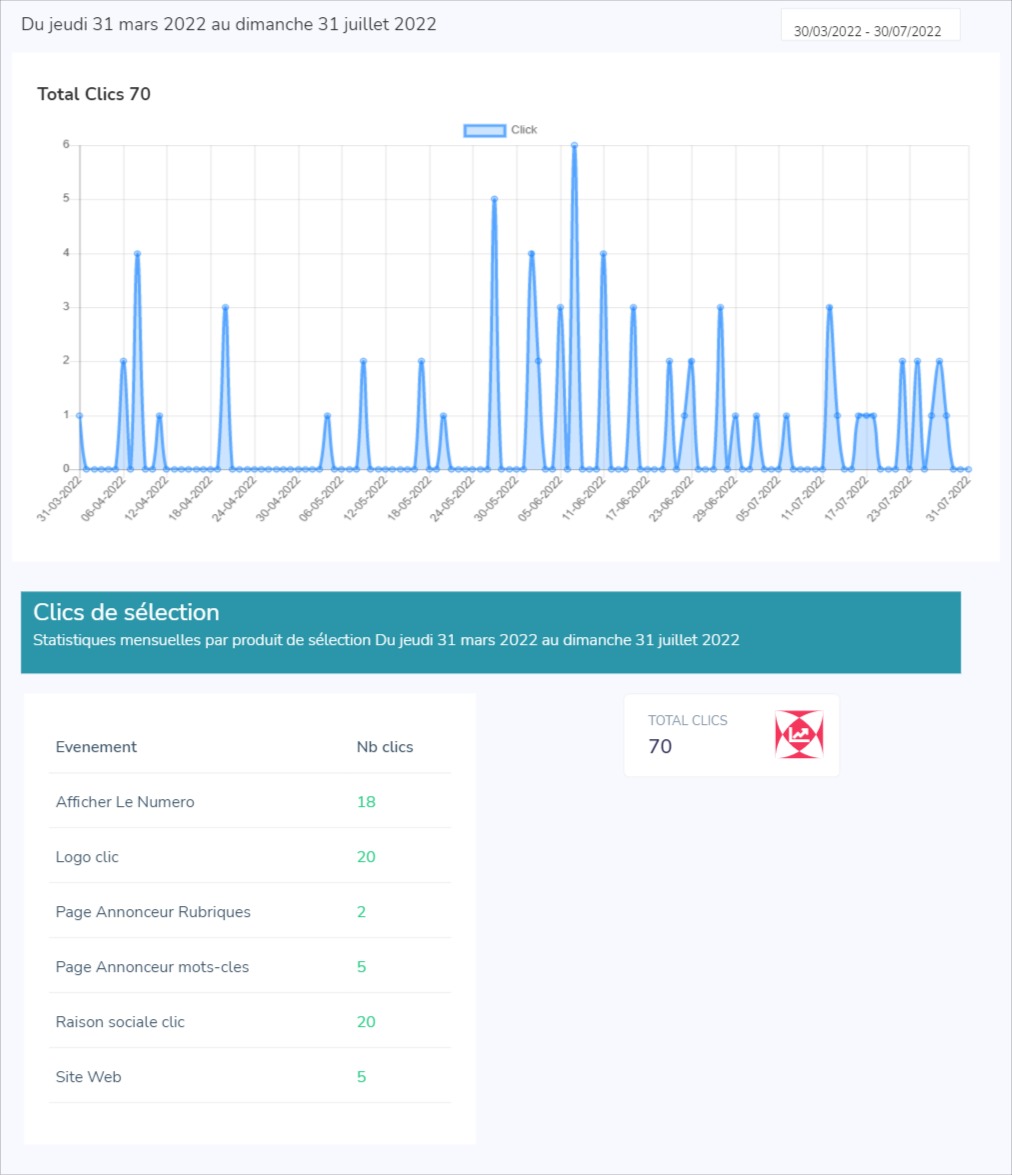 Du jeudi 31 mars 2022 au dimanche 31 juillet 2022
30/03/2022 - 30/07/2022
Total Clics 70
Click
6
5
4
3
2
1
0
31-03-2022
06-04-2022
12-04-2022
18-04-2022
24-04-2022
30-04-2022
06-05-2022
12-05-2022
18-05-2022
24-05-2022
30-05-2022
05-06-2022
11-06-2022
17-06-2022
23-06-2022
29-06-2022
05-07-2022
11-07-2022
17-07-2022
23-07-2022
31-07-2022
Clics de sélection
Statistiques mensuelles par produit de sélection Du jeudi 31 mars 2022 au dimanche 31 juillet 2022
TOTAL CLICS
70
Evenement Nb clics
Afficher Le Numero 18
Logo clic 20
Page Annonceur Rubriques 2
Page Annonceur mots-cles 5
Raison sociale clic 20
Site Web 5